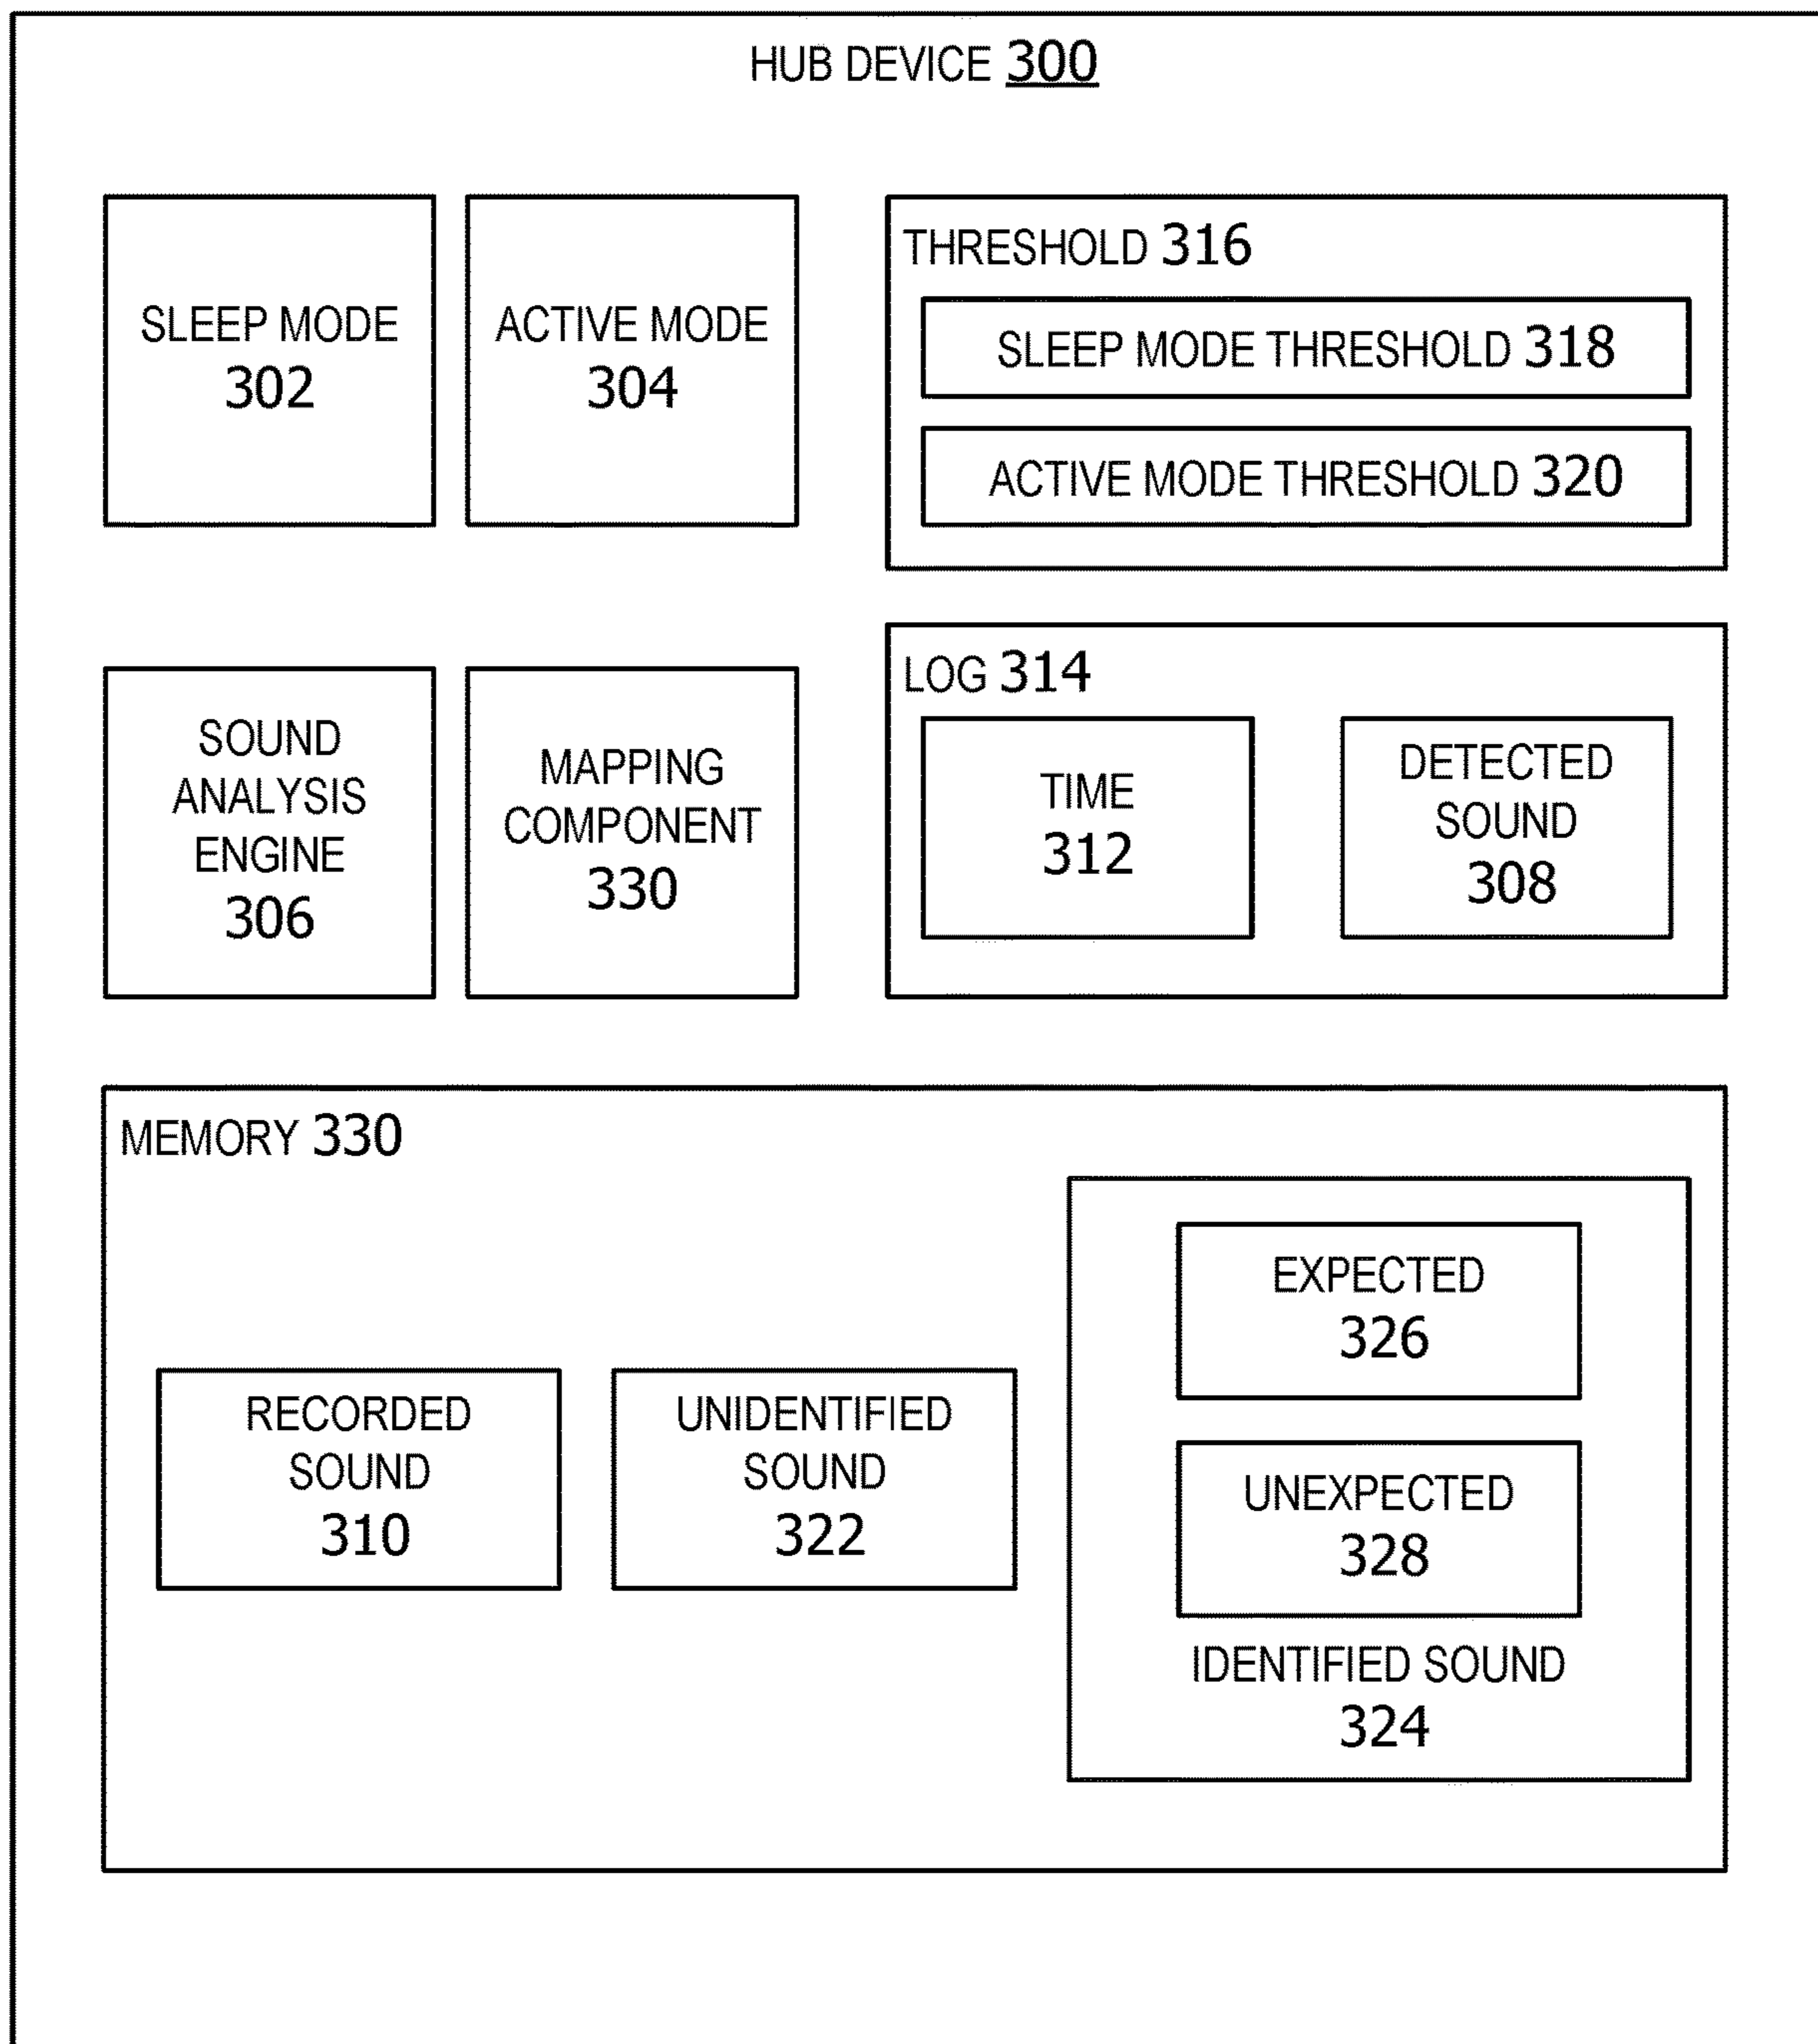 HUB DEVICE 300
SLEEP MODE
302
ACTIVE MODE
304
THRESHOLD 316
SLEEP MODE THRESHOLD 318
ACTIVE MODE THRESHOLD 320
SOUND
ANALYSIS
ENGINE
306
MAPPING
COMPONENT
330
LOG 314
TIME
312
DETECTED
SOUND
308
MEMORY 330
RECORDED
SOUND
310
UNIDENTIFIED
SOUND
322
EXPECTED
326
UNEXPECTED
328
IDENTIFIED SOUND
324